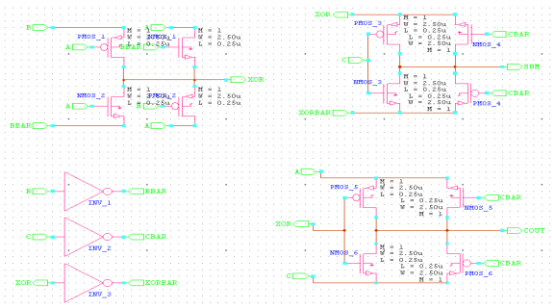 B
A
PMOS_1
M = 1
W = 2.50u
L = 0.25u
A
BBAR
NMOS_1
M = 1
W = 2.50u
L = 0.25u
XOR
NMOS_2
A
M = 1
W = 2.50u
L = 0.25u
PMOS_2
B
M = 1
W = 2.50u
L = 0.25u
BBAR
A
XOR
PMOS_3
M = 1
W = 2.50u
L = 0.25u
L = 0.25u
W = 2.50u
M = 1
NMOS_4
CBAR
C
SUM
NMOS_3
M = 1
W = 2.50u
L = 0.25u
L = 0.25u
W = 2.50u
M = 1
PMOS_4
CBAR
XORBAR
B
INV_1
BBAR
C
INV_2
CBAR
XOR
INV_3
XORBAR
A
PMOS_5
M = 1
W = 2.50u
L = 0.25u
L = 0.25u
W = 2.50u
M = 1
NMOS_5
CBAR
XOR
COUT
NMOS_6
M = 1
W = 2.50u
L = 0.25u
L = 0.25u
W = 2.50u
M = 1
PMOS_6
CBAR
C